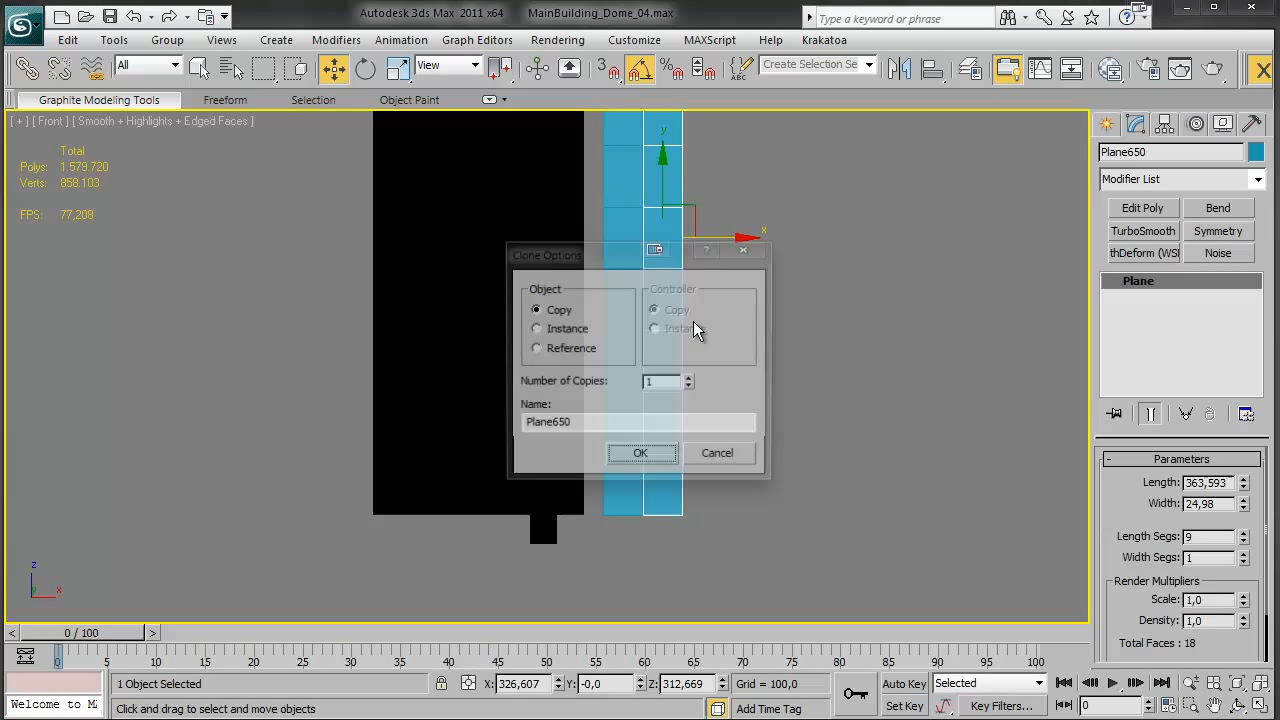 Autodesk 3ds Max 2011 x64 MainBuilding_Dome_04.max
Type a keyword or phrase
Edit Tools Group Views Create Modifiers Animation Graph Editors Rendering Customize MAXScript Help Krakatoa
All View 3 Create Selection Se
Graphite Modeling Tools Freeform Selection Object Paint
[ + ] [ Front ] [ Smooth + Highlights + Edged Faces ]
Total
Polys: 1.579.720
Verts: 858.103
FPS: 77,208
y
x
Clone Options
Object
Copy
Instance
Reference
Controller
Copy
Number of Copies: 1
Name:
Plane650
OK Cancel
z
y x
Plane650
Modifier List
Edit Poly Bend
TurboSmooth Symmetry
thDeform (WSI Noise
Plane
- Parameters
Length: 363,593
Width: 24,98
Length Segs: 9
Width Segs: 1
Render Multipliers
Scale: 1,0
Density: 1,0
Total Faces : 18
< 0 / 100 >
0 5 10 15 20 25 30 35 40 45 50 55 60 65 70 75 80 85 90 95 100
1 Object Selected X: 326,607 Y: -0,0 Z: 312,669 Grid = 100,0 Auto Key Selected
Welcome to MA Click and drag to select and move objects Add Time Tag Set Key Key Filters... 0